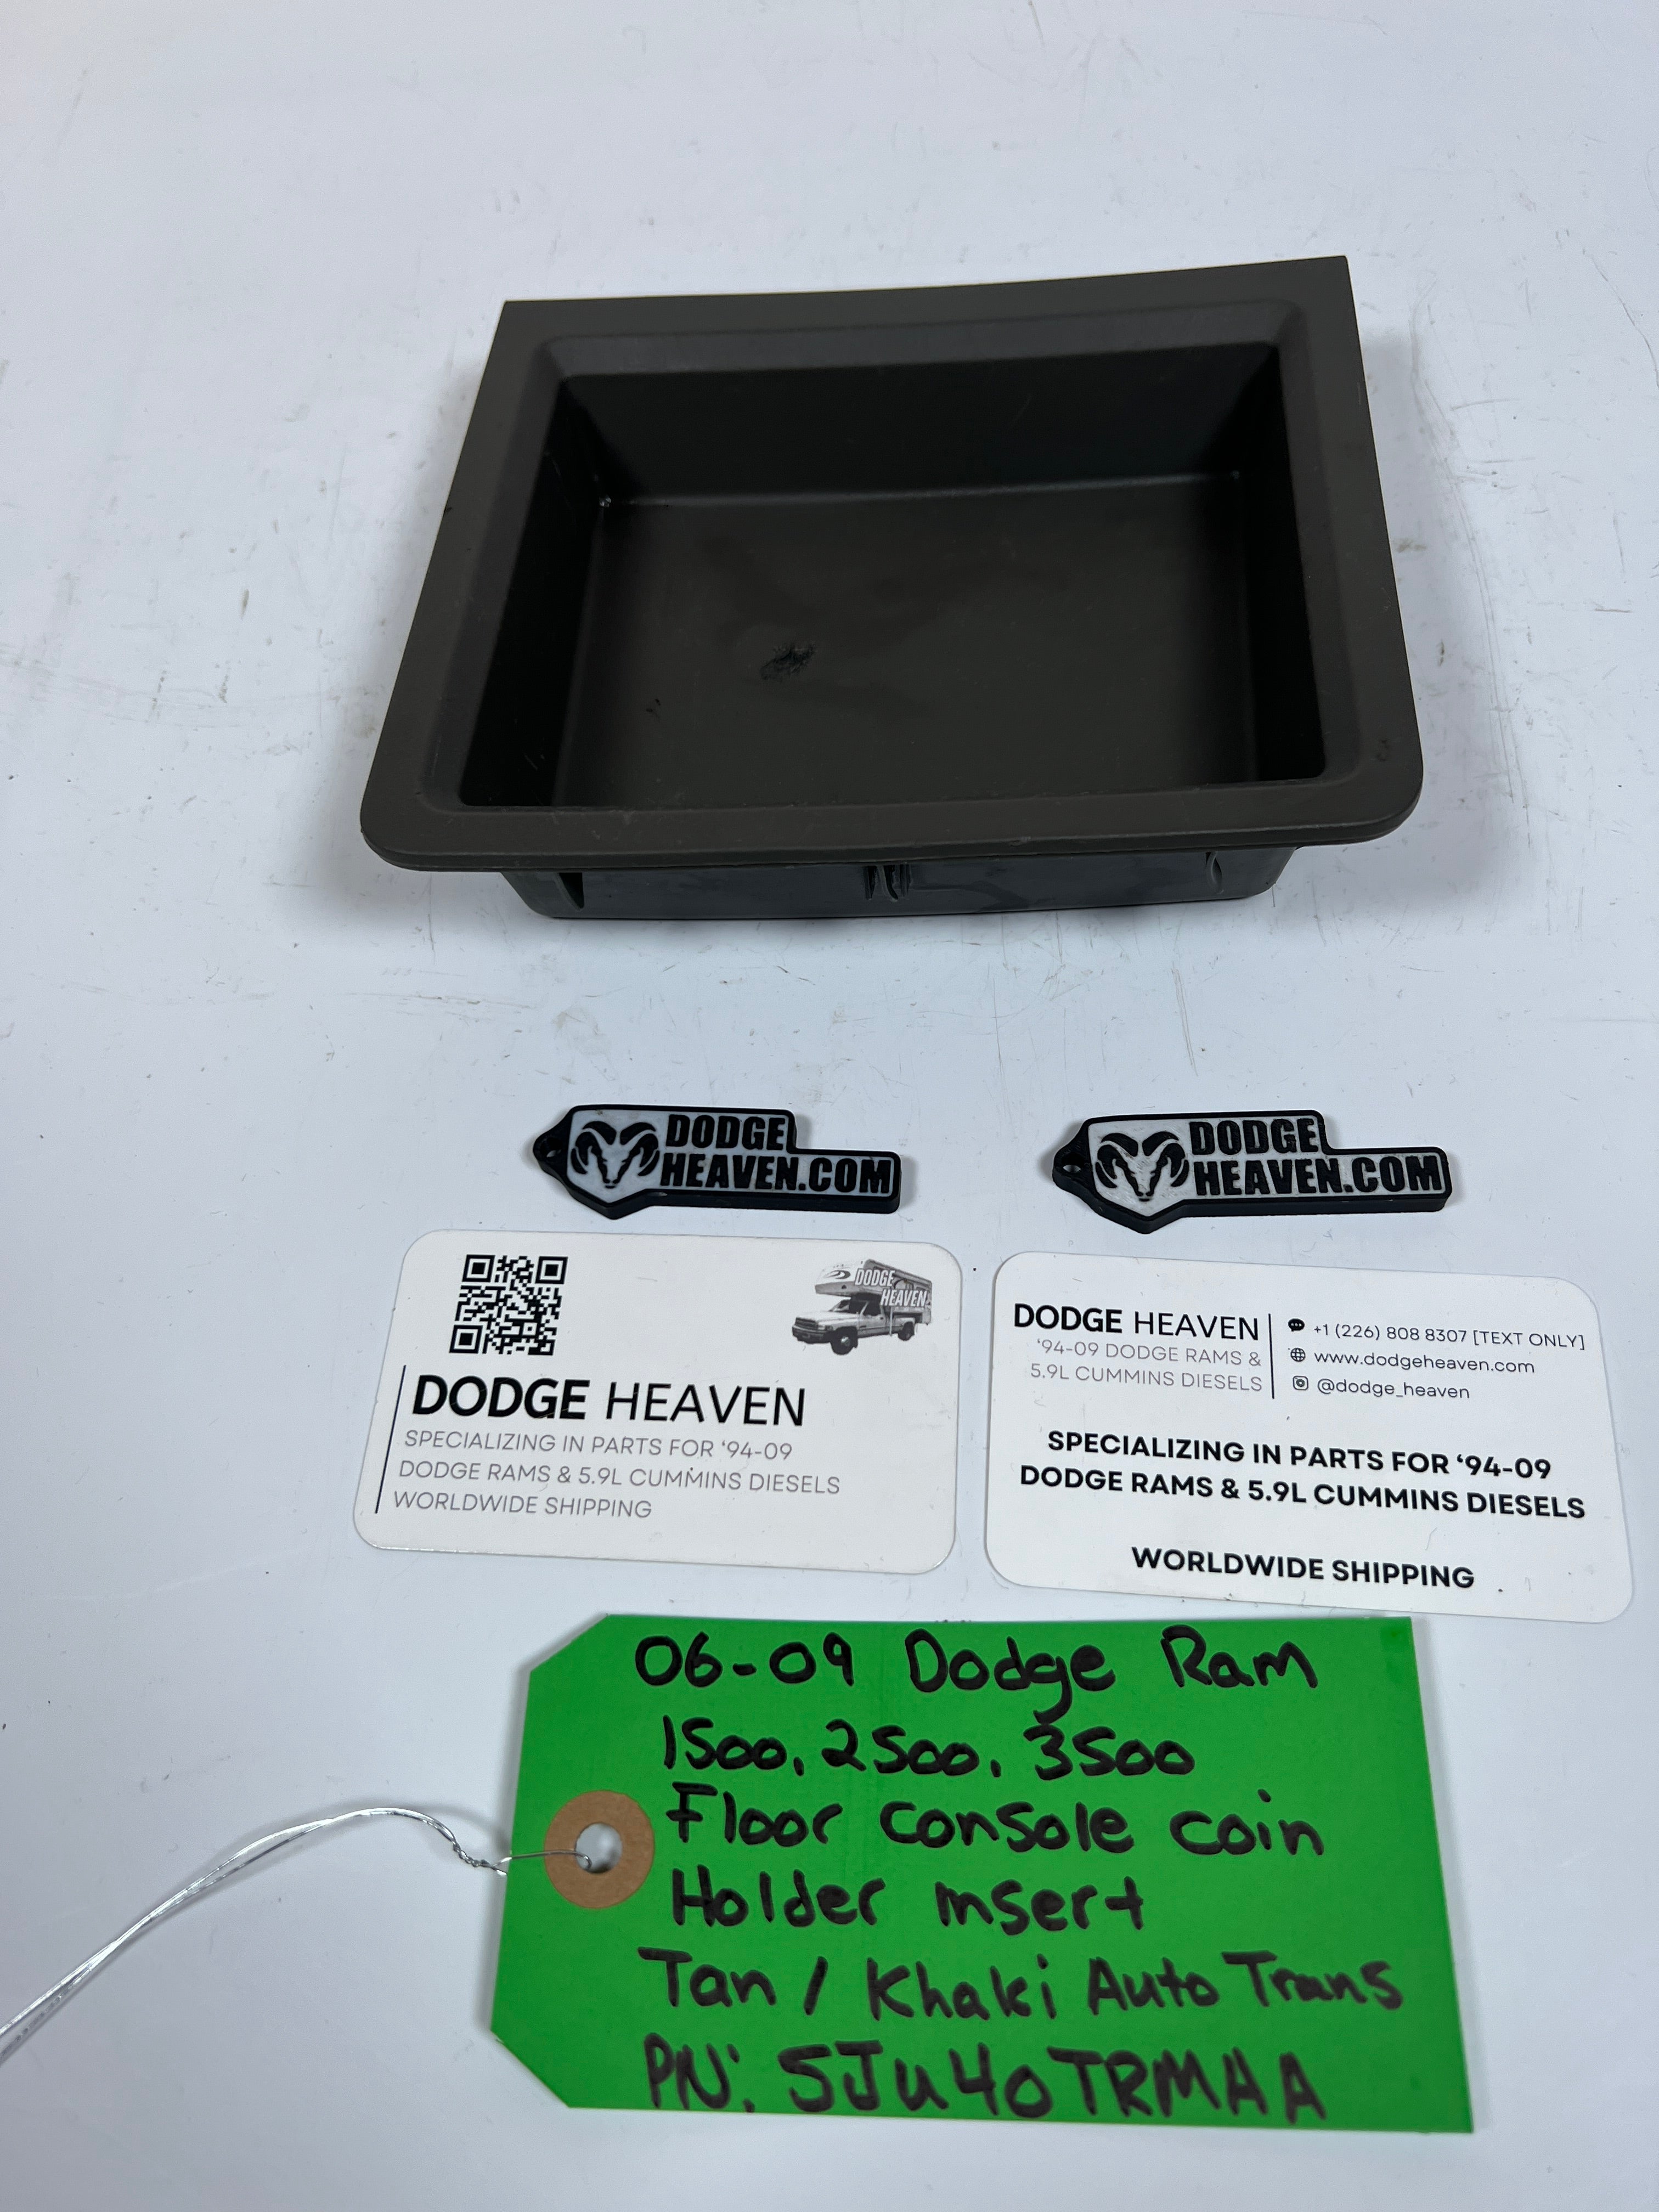 DODGE
HEAVEN.COM
DODGE
HEAVEN.COM
DODGE
HEAVEN
DODGE HEAVEN
SPECIALIZING IN PARTS FOR ‘94-09
DODGE RAMS & 5.9L CUMMINS DIESELS
WORLDWIDE SHIPPING
DODGE HEAVEN
‘94-09 DODGE RAMS &
5.9L CUMMINS DIESELS
+1 (226) 808 8307 [TEXT ONLY]
www.dodgeheaven.com
@dodge_heaven
SPECIALIZING IN PARTS FOR ‘94-09
DODGE RAMS & 5.9L CUMMINS DIESELS
WORLDWIDE SHIPPING
06-09 Dodge Ram
1500, 2500, 3500
Floor console coin
Holder insert
Tan / Khaki Auto Trans
PN: 5JU40TRMAA